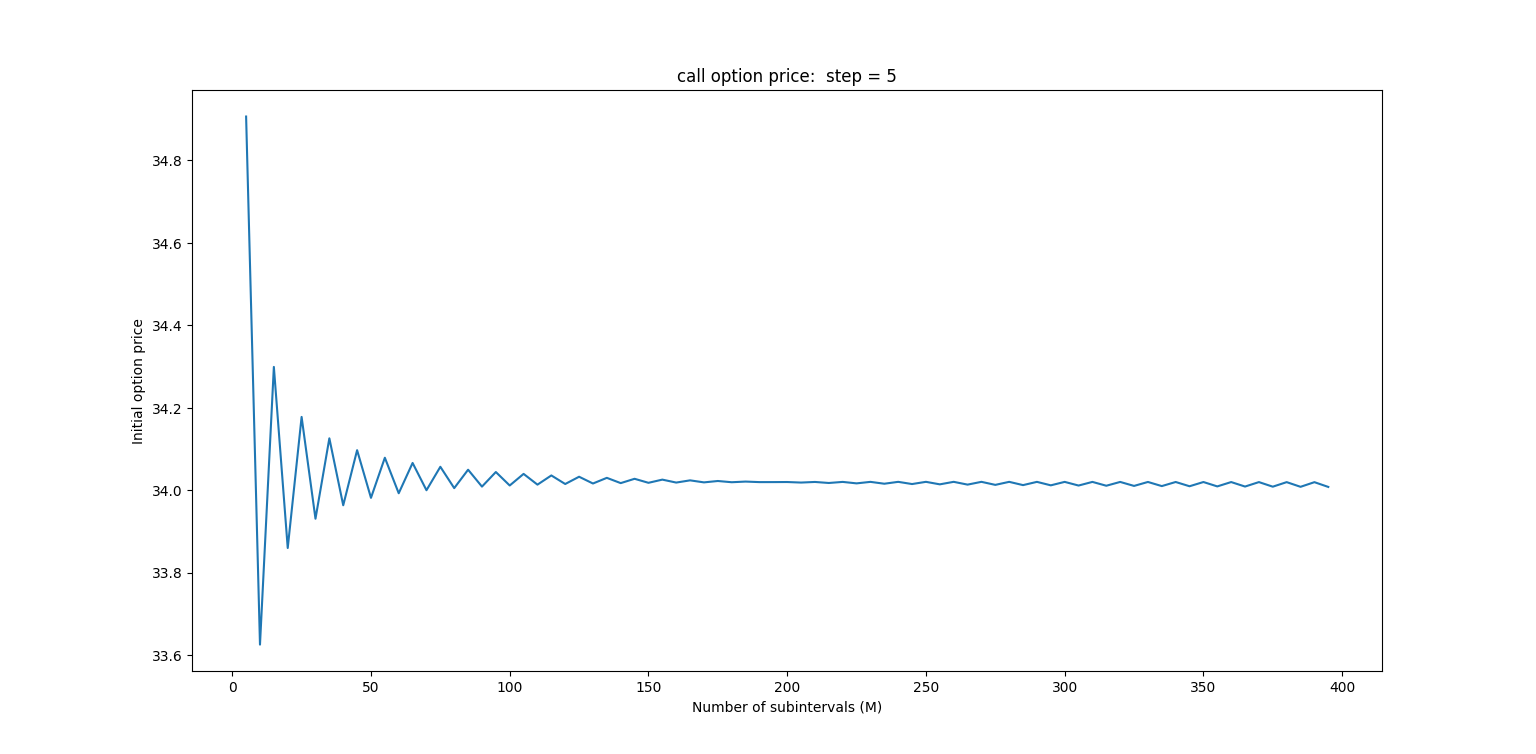 call option price:  step = 5
Initial option price
34.8
34.6
34.4
34.2
34.0
33.8
33.6
0 50 100 150 200 250 300 350 400
Number of subintervals (M)